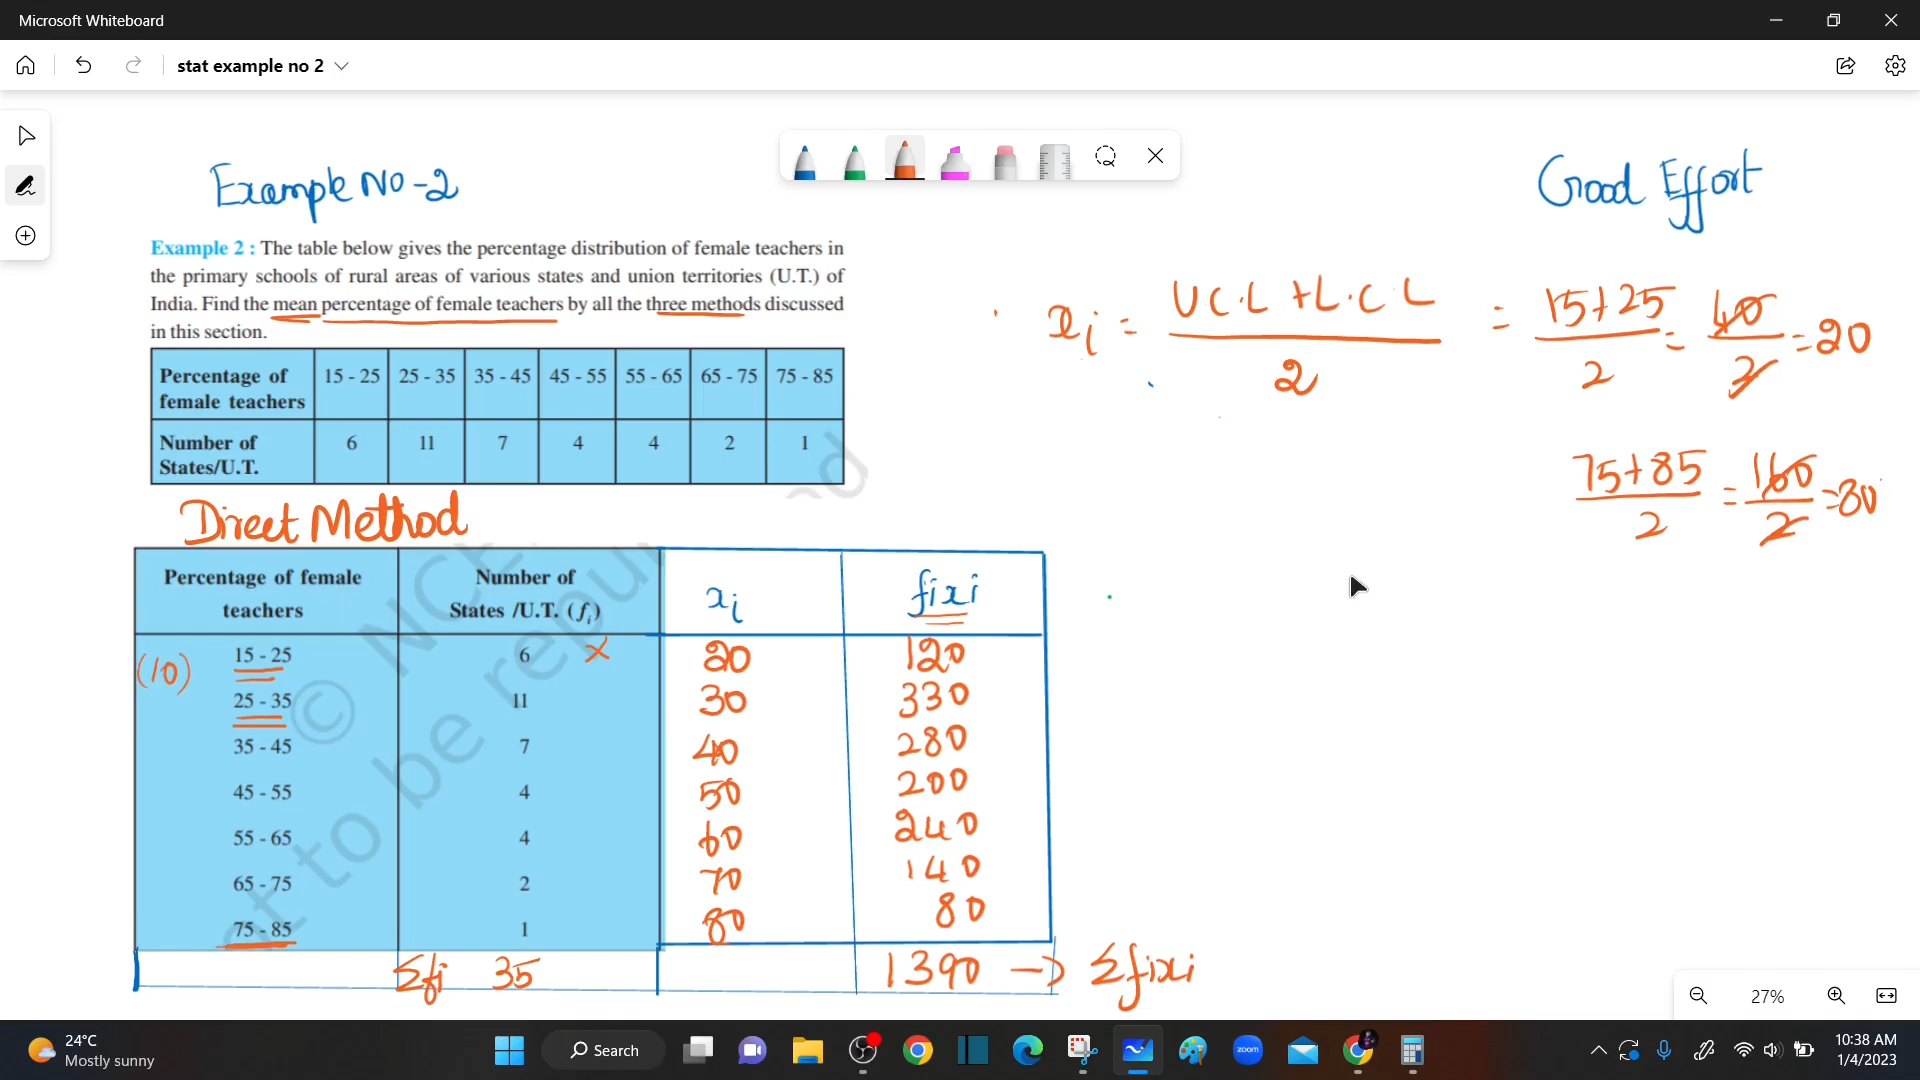 Microsoft Whiteboard
stat example no 2
Example NO -2
Good Effort
Example 2 : The table below gives the percentage distribution of female teachers in
the primary schools of rural areas of various states and union territories (U.T.) of
India. Find the mean percentage of female teachers by all the three methods discussed
in this section.
xi = UC.L +L.C.L / 2 = 15+25 / 2 = 40 / 2 = 20
75+85 / 2 = 160 / 2 = 80
Percentage of female teachers 15 - 25 25 - 35 35 - 45 45 - 55 55 - 65 65 - 75 75 - 85
Number of States/U.T. 6 11 7 4 4 2 1
Direct Method
Percentage of female teachers Number of States /U.T. (fi) xi fixi
(10) 15 - 25 6 x 20 120
25 - 35 11 30 330
35 - 45 7 40 280
45 - 55 4 50 200
55 - 65 4 60 240
65 - 75 2 70 140
75 - 85 1 80 80
Σfi 35 1390 → Σfixi
27%
24°C
Mostly sunny
Search
zoom
10:38 AM
1/4/2023